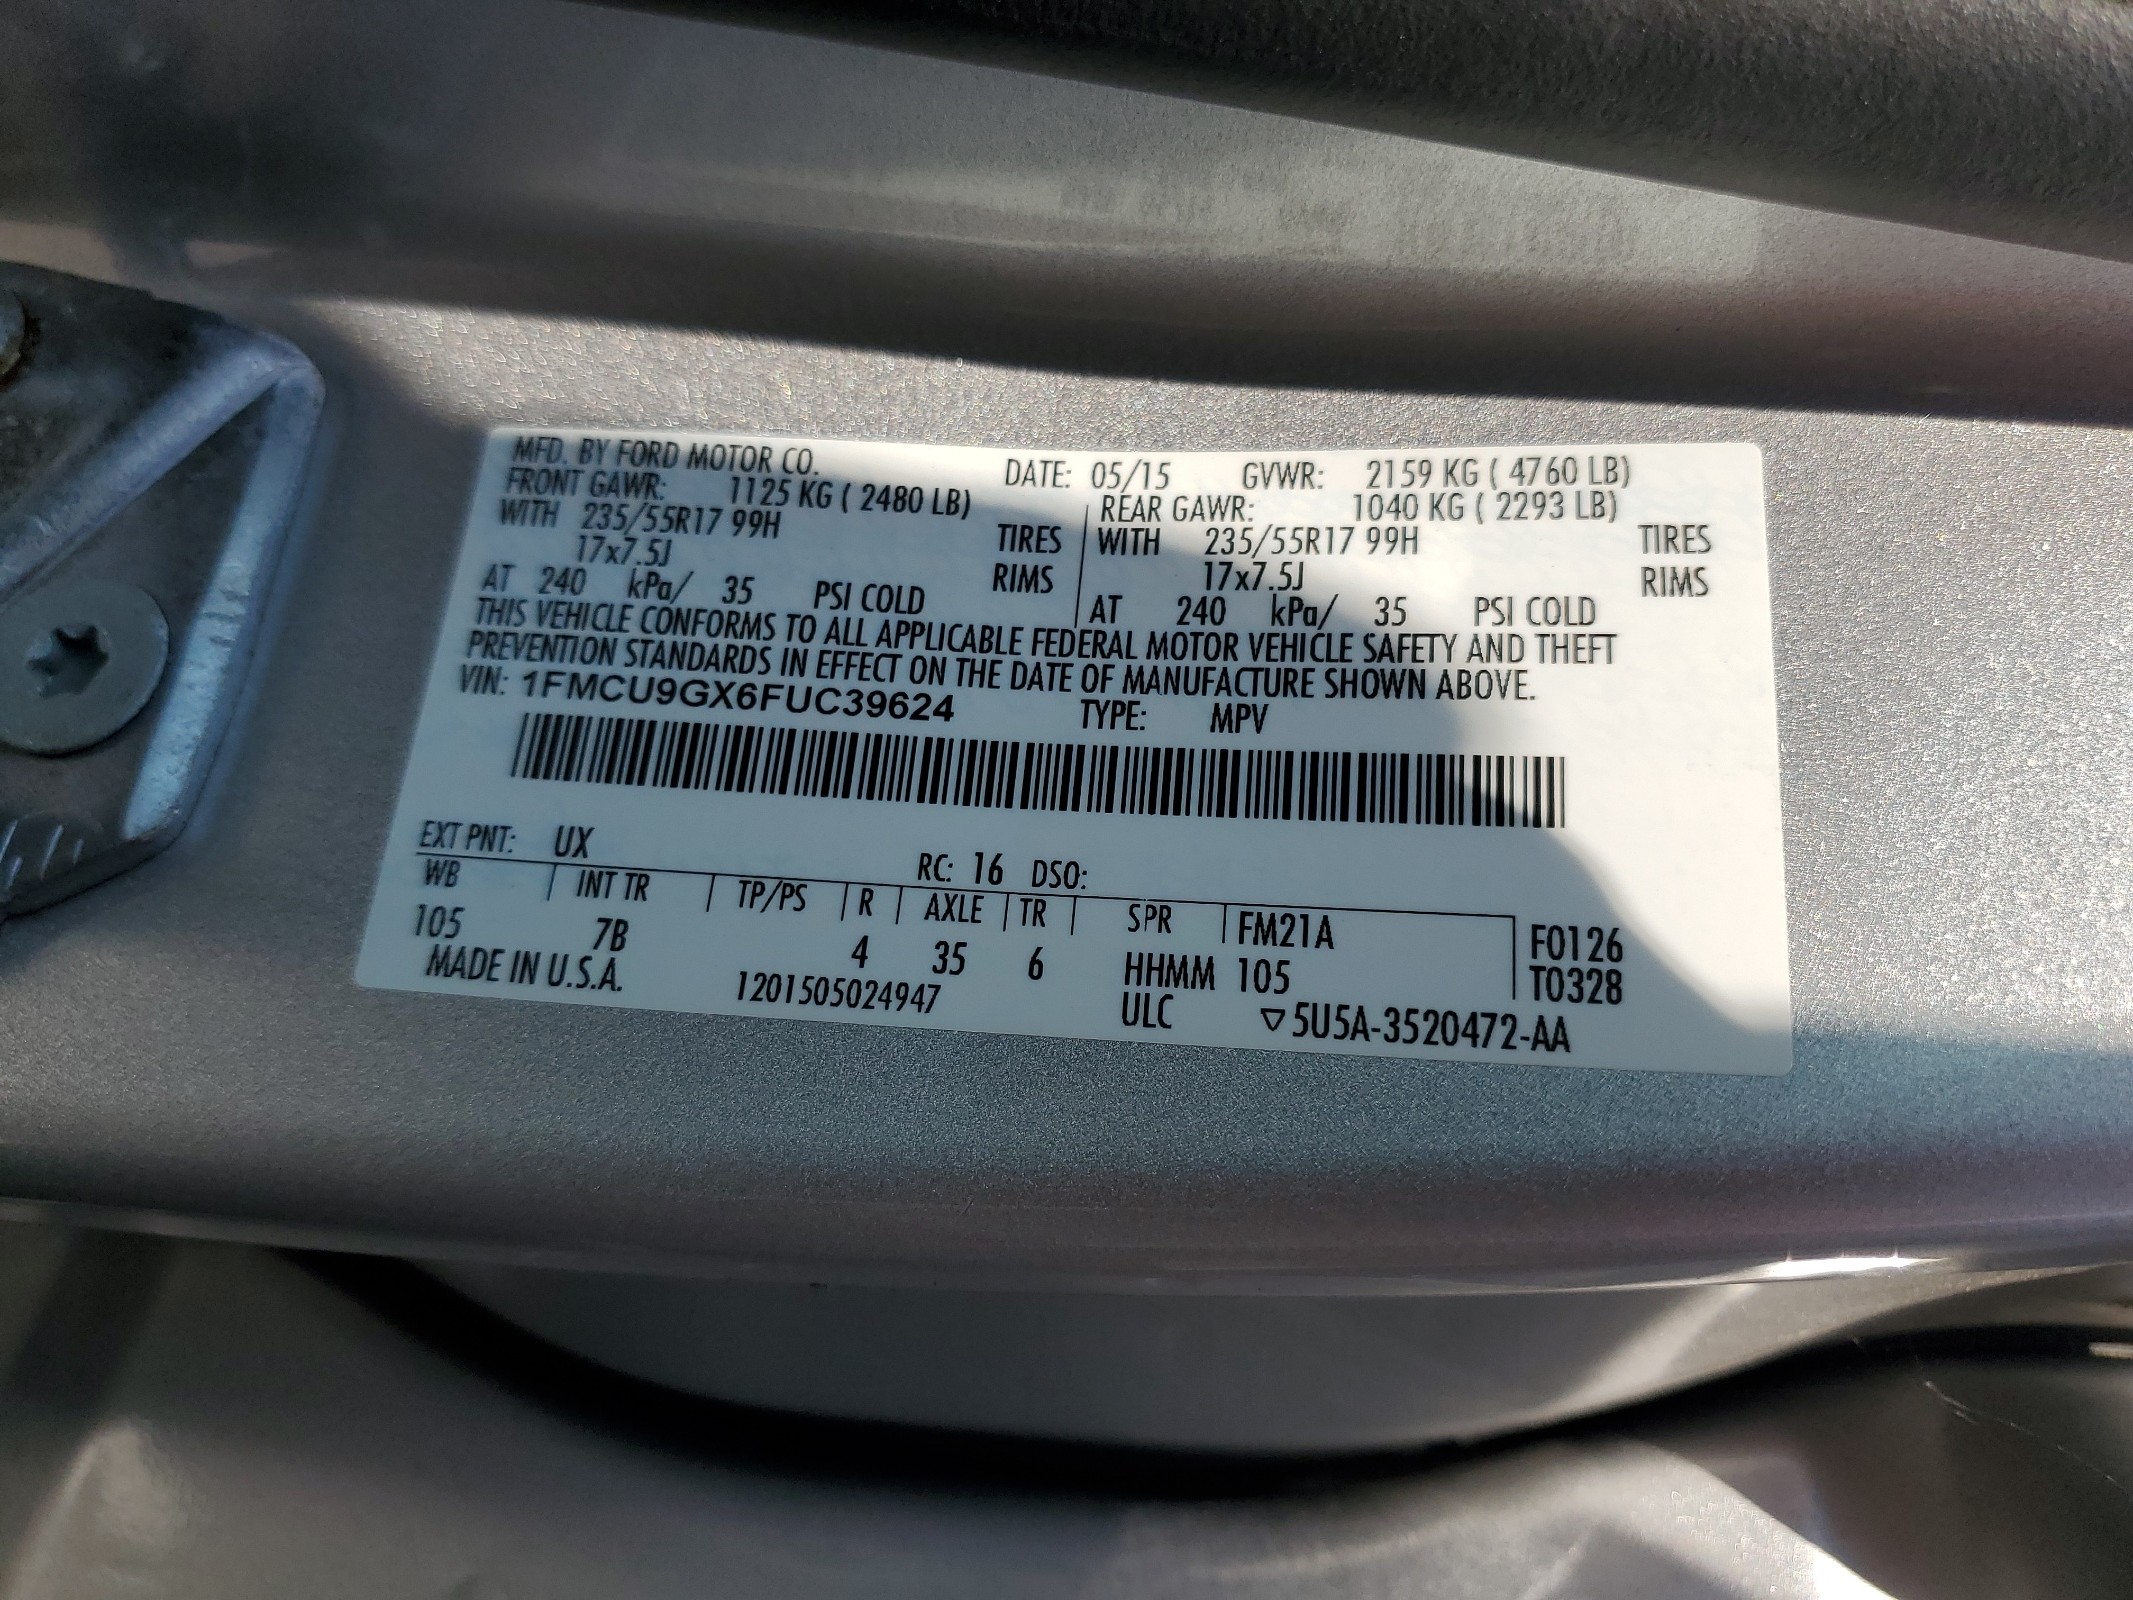 MFD. BY FORD MOTOR CO. DATE: 05/15 GVWR: 2159 KG ( 4760 LB)
FRONT GAWR: 1125 KG ( 2480 LB) REAR GAWR: 1040 KG ( 2293 LB)
WITH 235/55R17 99H TIRES WITH 235/55R17 99H TIRES
17x7.5J RIMS 17x7.5J RIMS
AT 240 kPa/ 35 PSI COLD AT 240 kPa/ 35 PSI COLD
THIS VEHICLE CONFORMS TO ALL APPLICABLE FEDERAL MOTOR VEHICLE SAFETY AND THEFT
PREVENTION STANDARDS IN EFFECT ON THE DATE OF MANUFACTURE SHOWN ABOVE.
VIN: 1FMCU9GX6FUC39624 TYPE: MPV
EXT PNT: UX RC: 16 DSO:
WB INT TR TP/PS R AXLE TR SPR FM21A F0126
105 7B 4 35 6 HHMM 105 T0328
MADE IN U.S.A. 1201505024947 ULC ▽5U5A-3520472-AA